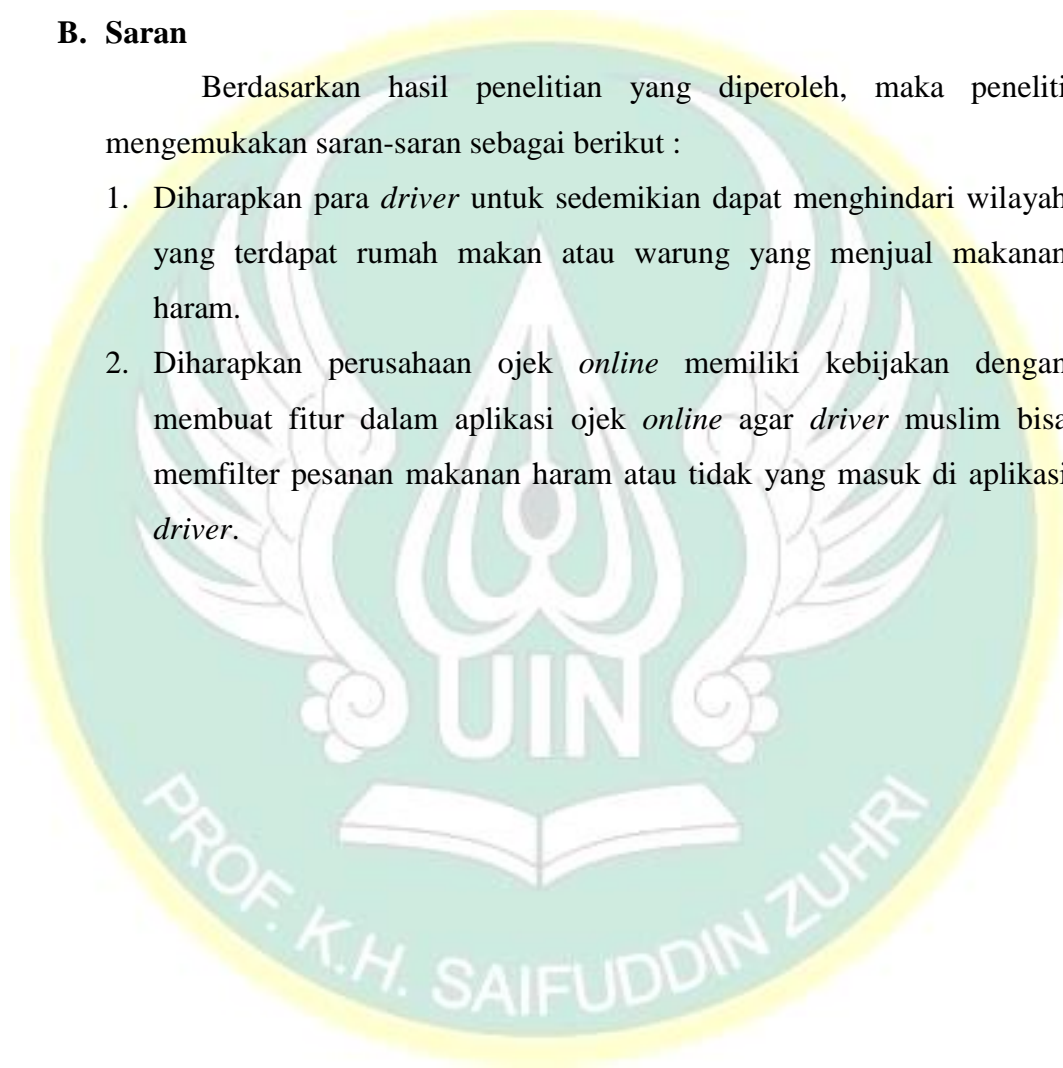 B. Saran
Berdasarkan hasil penelitian yang diperoleh, maka peneliti
mengemukakan saran-saran sebagai berikut :
1. Diharapkan para driver untuk sedemikian dapat menghindari wilayah
yang terdapat rumah makan atau warung yang menjual makanan
haram.
2. Diharapkan perusahaan ojek online memiliki kebijakan dengan
membuat fitur dalam aplikasi ojek online agar driver muslim bisa
memfilter pesanan makanan haram atau tidak yang masuk di aplikasi
driver.
UIN
PROF. K.H. SAIFUDDIN ZUHRI